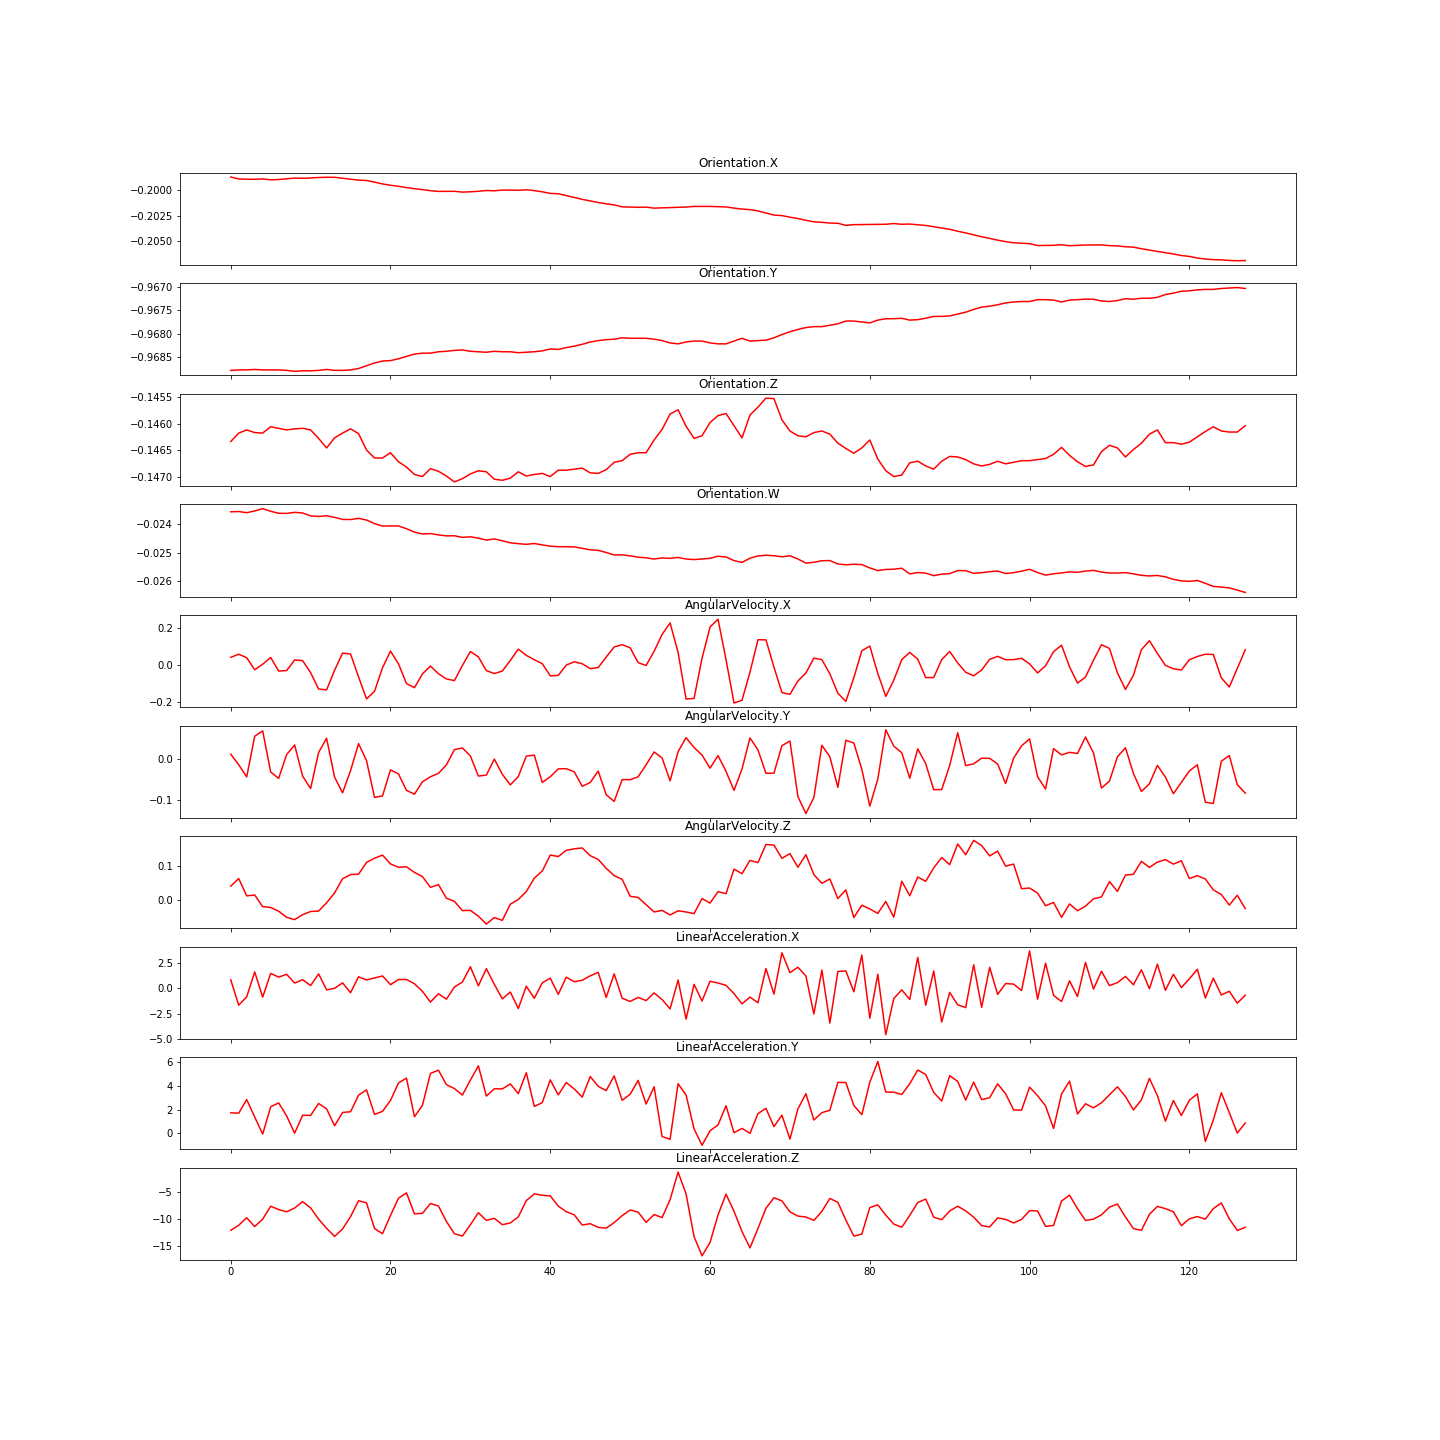 Orientation.X
−0.2000
−0.2025
−0.2050
Orientation.Y
−0.9670
−0.9675
−0.9680
−0.9685
Orientation.Z
−0.1455
−0.1460
−0.1465
−0.1470
Orientation.W
−0.024
−0.025
−0.026
AngularVelocity.X
0.2
0.0
−0.2
AngularVelocity.Y
0.0
−0.1
AngularVelocity.Z
0.1
0.0
LinearAcceleration.X
2.5
0.0
−2.5
−5.0
LinearAcceleration.Y
6
4
2
0
LinearAcceleration.Z
−5
−10
−15
0 20 40 60 80 100 120